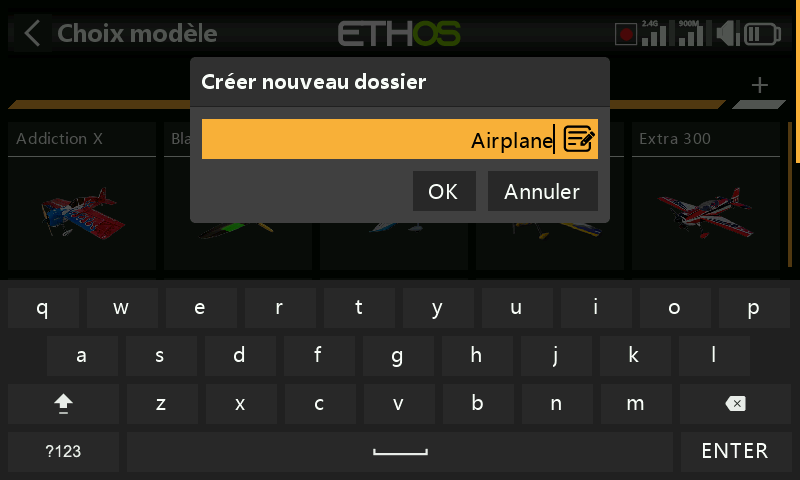 Choix modèle
ETHOS
2.4G
900M
Créer nouveau dossier
Airplane
OK
Annuler
Addiction X
Bla
Extra 300
q w e r t y u i o p
a s d f g h j k l
z x c v b n m
?123
ENTER